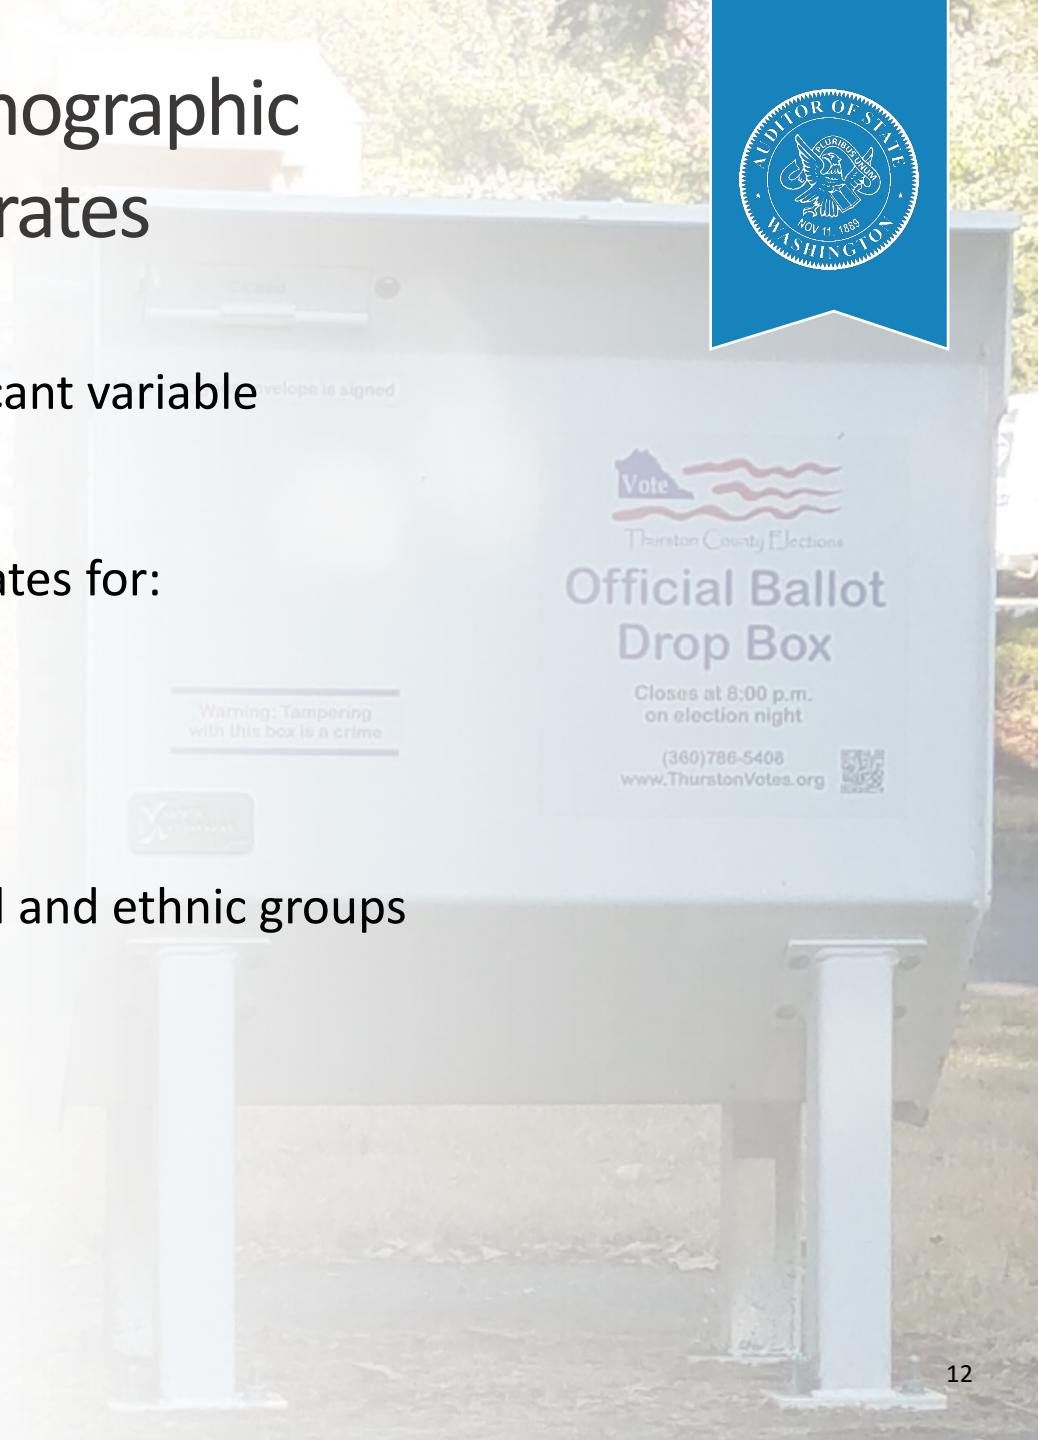 nographic
rates
AUDITOR OF STATE
PLURIBUS UNUM
NOV 11, 1889
WASHINGTON
Closed
cant variable
nvelope is signed
Vote
Thurston County Elections
ates for:
Official Ballot
Drop Box
Closes at 8:00 p.m.
on election night
Warning: Tampering
with this box is a crime
(360)786-5408
www.ThurstonVotes.org
l and ethnic groups
12